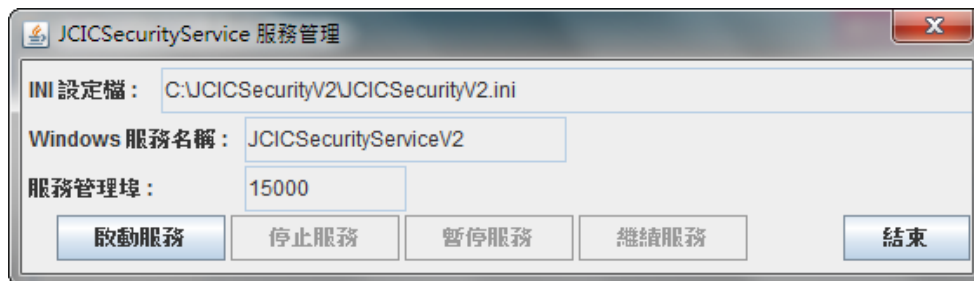 JCICSecurityService 服務管理
INI 設定檔： C:\JCICSecurityV2\JCICSecurityV2.ini
Windows 服務名稱： JCICSecurityServiceV2
服務管理埠： 15000
啟動服務 停止服務 暫停服務 繼續服務 結束